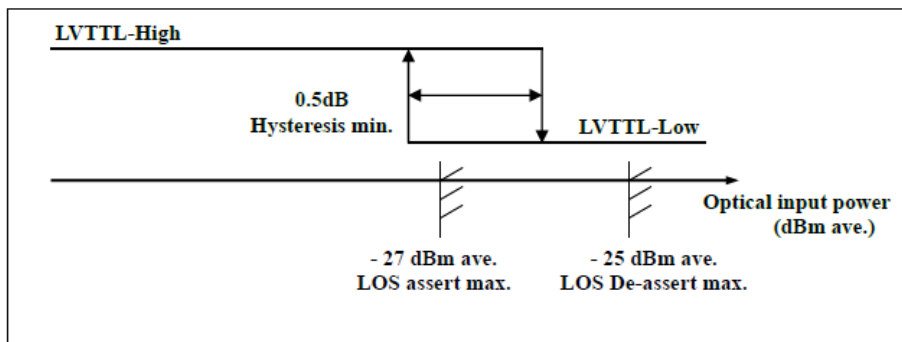 LVTTL-High
0.5dB
Hysteresis min.
LVTTL-Low
Optical input power
(dBm ave.)
- 27 dBm ave.
LOS assert max.
- 25 dBm ave.
LOS De-assert max.